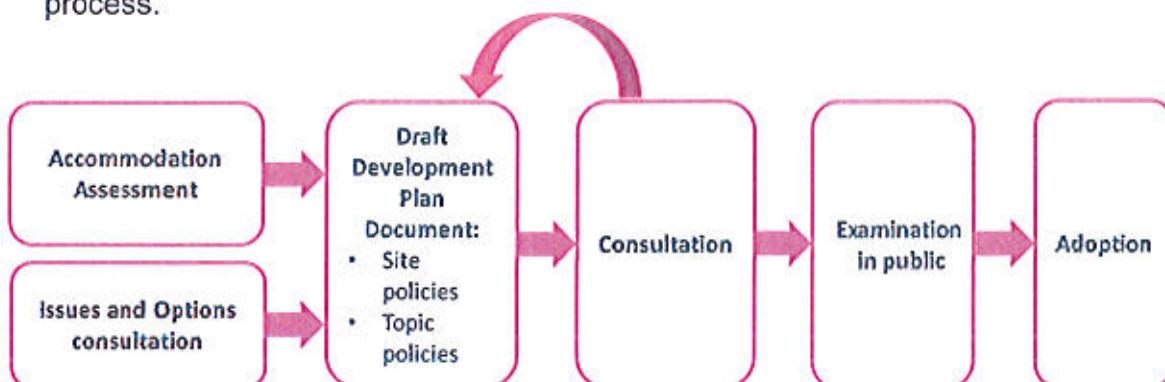 process.
Accommodation
Assessment
Issues and Options
consultation
Draft
Development
Plan
Document:
• Site
policies
• Topic
policies
Consultation
Examination
in public
Adoption